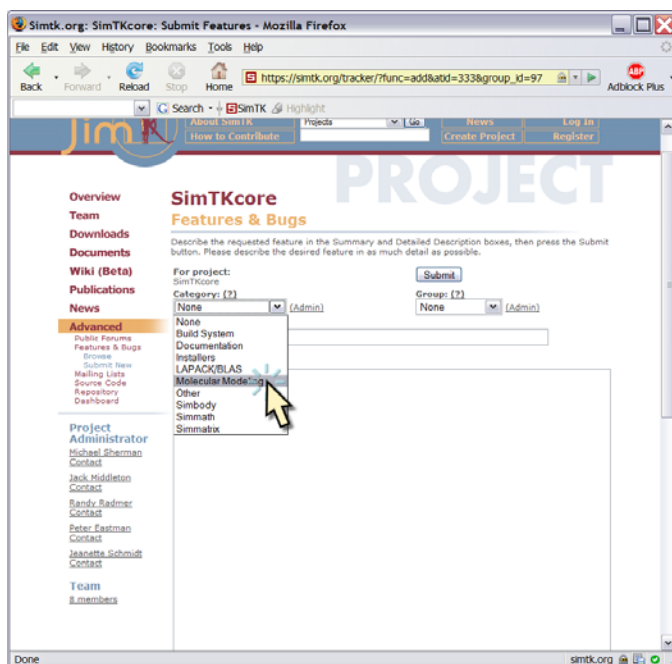 Simtk.org: SimTKcore: Submit Features - Mozilla Firefox
File Edit View History Bookmarks Tools Help
Back Forward Reload Stop Home https://simtk.org/tracker/?func=add&atid=333&group_id=97 ABP Adblock Plus
Search SimTK Highlight
About SimTK Projects Go News Log In
How to Contribute Create Project Register
PROJECT
Overview
Team
Downloads
Documents
Wiki (Beta)
Publications
News
Advanced
Public Forums
Features & Bugs
Browse
Submit New
Mailing Lists
Source Code
Repository
Dashboard
Project
Administrator
Michael Sherman
Contact
Jack Middleton
Contact
Randy Radmer
Contact
Peter Eastman
Contact
Jeanette Schmidt
Contact
Team
8 members
SimTKcore
Features & Bugs
Describe the requested feature in the Summary and Detailed Description boxes, then press the Submit
button. Please describe the desired feature in as much detail as possible.
For project:
SimTKcore
Submit
Category: (?)
None (Admin)
Group: (?)
None (Admin)
None
Build System
Documentation
Installers
LAPACK/BLAS
Molecular Modeling
Other
Simbody
Simmath
Simmatrix
Done simtk.org